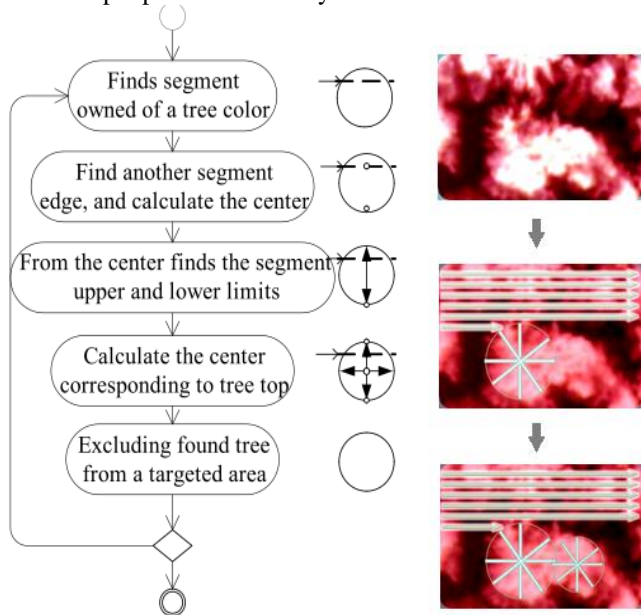 Finds segment
owned of a tree color
Find another segment
edge, and calculate the center
From the center finds the segment
upper and lower limits
Calculate the center
corresponding to tree top
Excluding found tree
from a targeted area